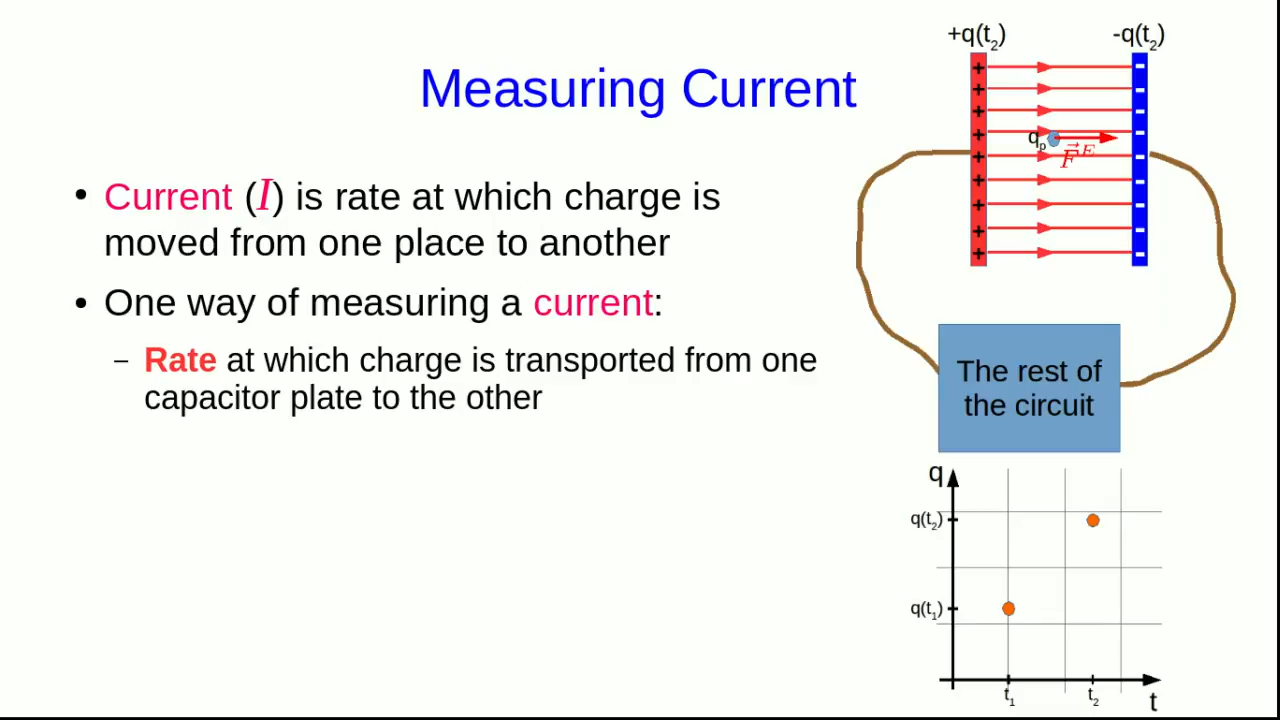 Measuring Current
• Current (I) is rate at which charge is
moved from one place to another
• One way of measuring a current:
– Rate at which charge is transported from one
capacitor plate to the other
+q(t₂) -q(t₂)
+ -
+ -
+ -
+ -
+ -
+ -
+ -
+ -
+ -
qₚ
F⃗ᴱ
The rest of
the circuit
q
q(t₂)
q(t₁)
t₁ t₂ t